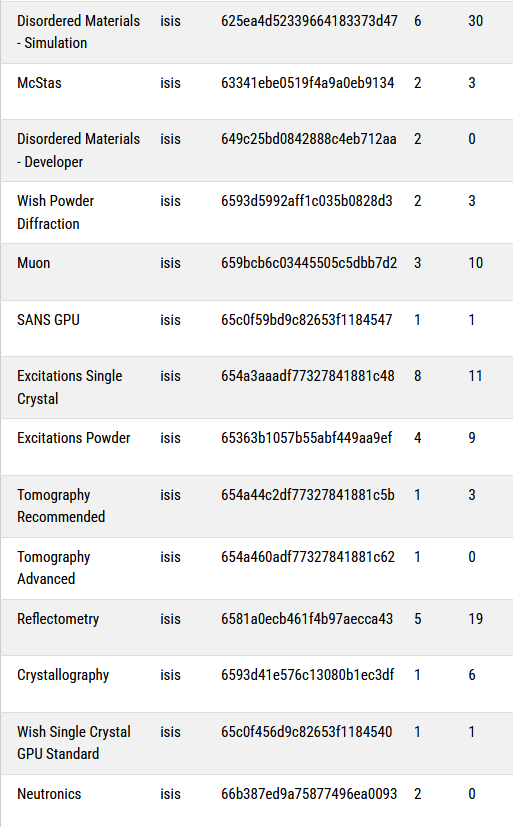 Disordered Materials isis 625ea4d52339664183373d47 6 30
- Simulation
McStas isis 63341ebe0519f4a9a0eb9134 2 3
Disordered Materials isis 649c25bd0842888c4eb712aa 2 0
- Developer
Wish Powder isis 6593d5992aff1c035b0828d3 2 3
Diffraction
Muon isis 659bcb6c03445505c5dbb7d2 3 10
SANS GPU isis 65c0f59bd9c82653f1184547 1 1
Excitations Single isis 654a3aaadf77327841881c48 8 11
Crystal
Excitations Powder isis 65363b1057b55abf449aa9ef 4 9
Tomography isis 654a44c2df77327841881c5b 1 3
Recommended
Tomography isis 654a460adf77327841881c62 1 0
Advanced
Reflectometry isis 6581a0ecb461f4b97aecca43 5 19
Crystallography isis 6593d41e576c13080b1ec3df 1 6
Wish Single Crystal isis 65c0f456d9c82653f1184540 1 1
GPU Standard
Neutronics isis 66b387ed9a75877496ea0093 2 0